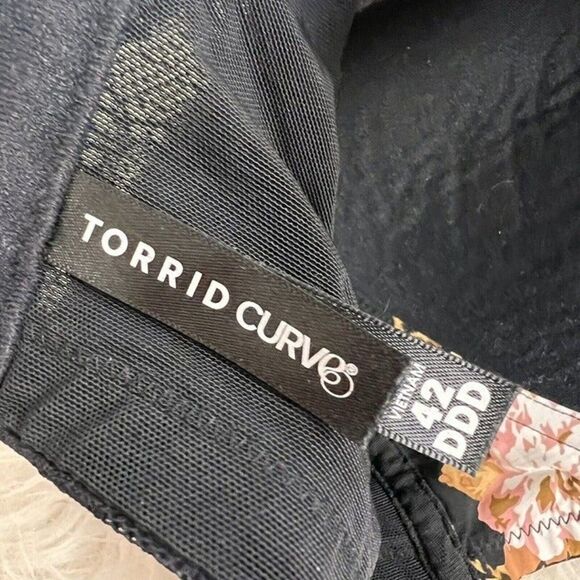 TORRID CURVE
VIETNAM
42
DDD